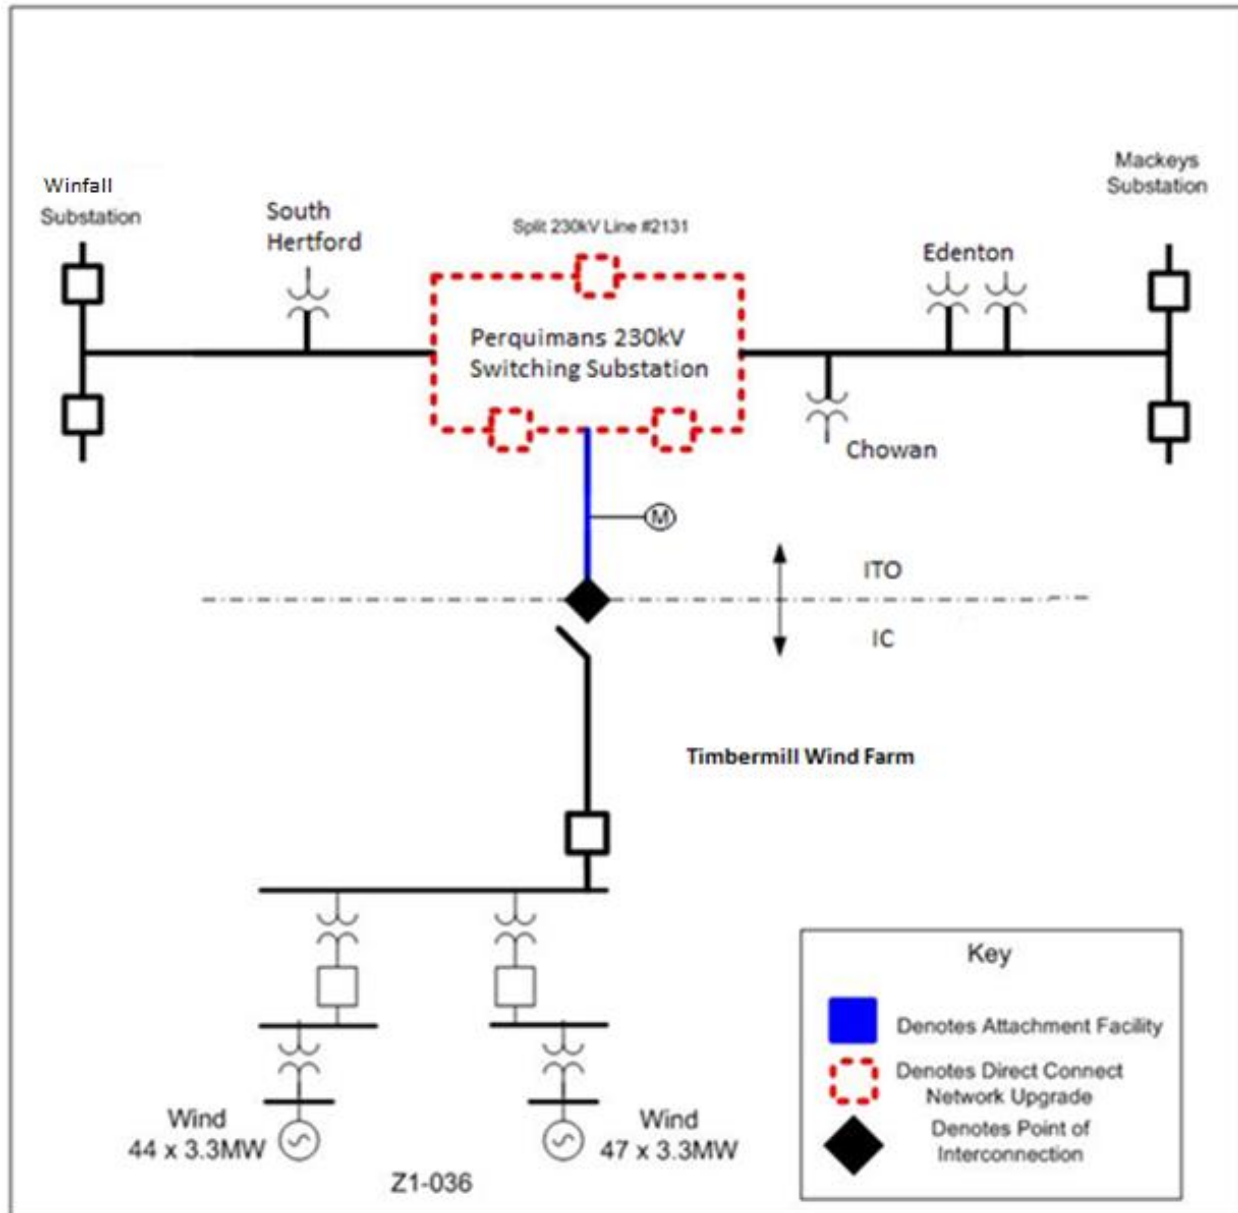 Winfall
Substation
South
Hertford
Split 230kV Line #2131
Edenton
Mackeys
Substation
Perquimans 230kV
Switching Substation
Chowan
M
ITO
IC
Timbermill Wind Farm
Wind
44 x 3.3MW
Wind
47 x 3.3MW
Z1-036
Key
Denotes Attachment Facility
Denotes Direct Connect
Network Upgrade
Denotes Point of
Interconnection